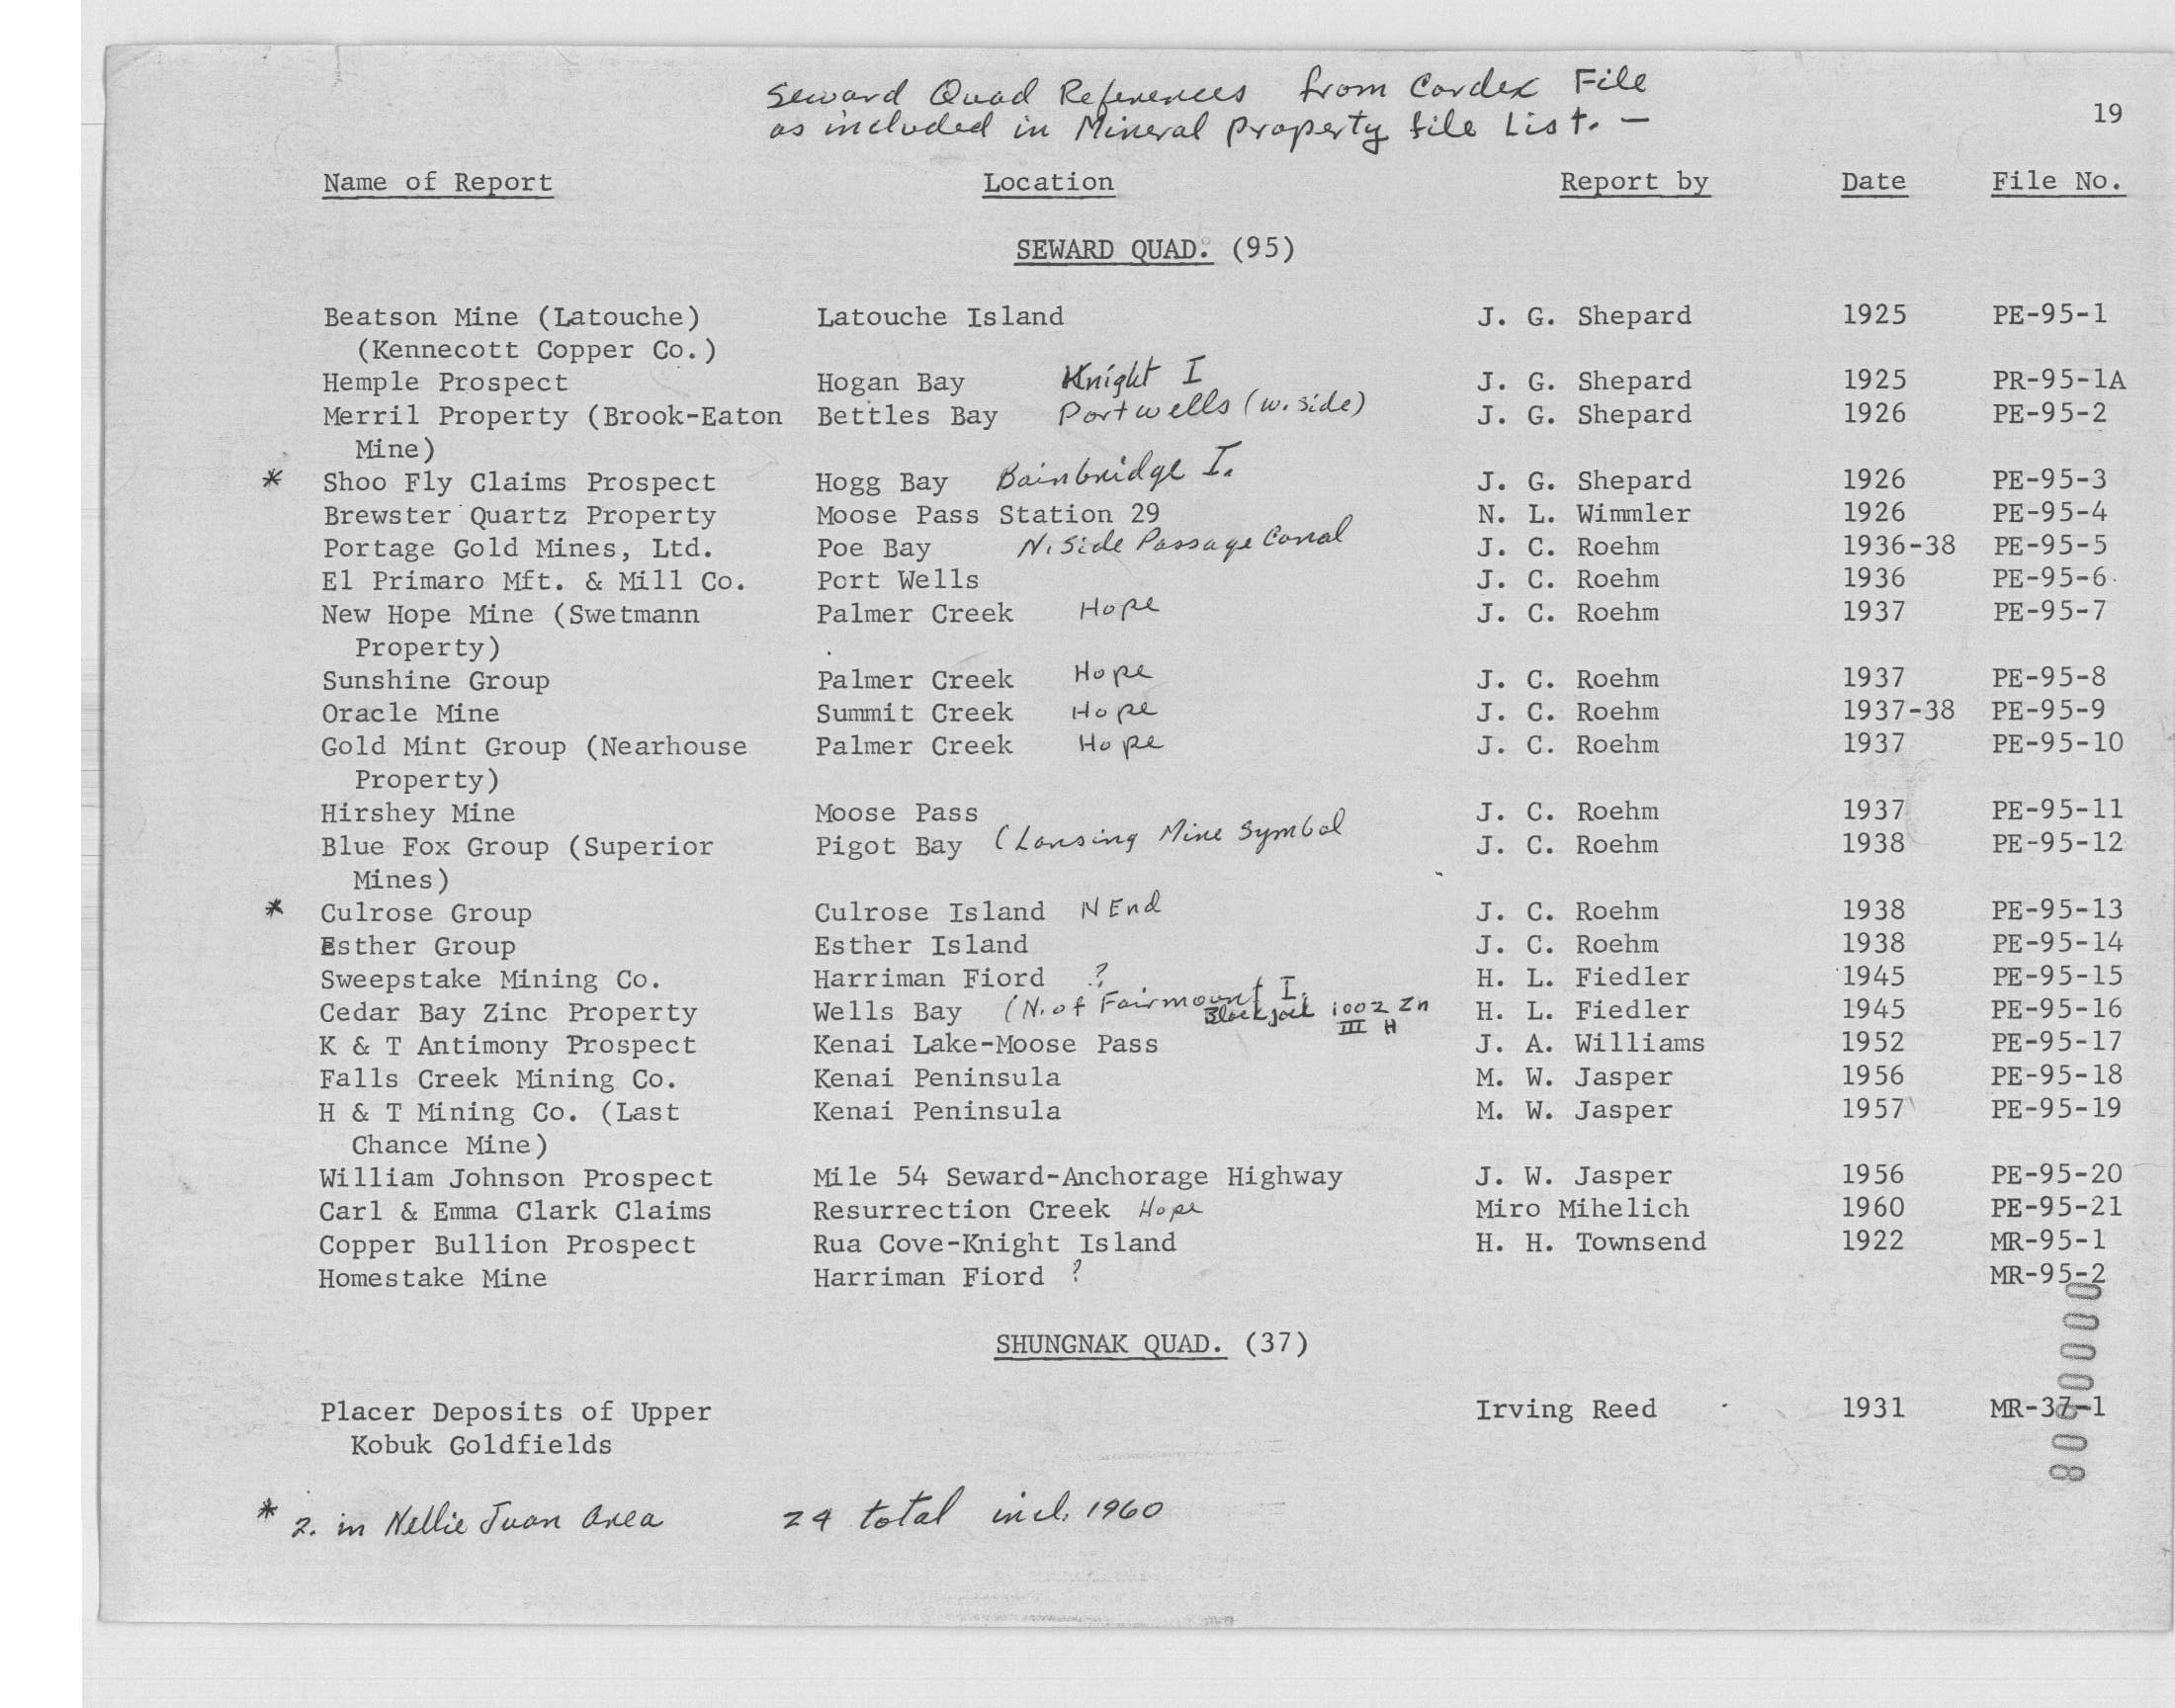 Seward Quad References from Cardex File
as included in Mineral property file List. —
19
Name of Report Location Report by Date File No.
SEWARD QUAD. (95)
Beatson Mine (Latouche) Latouche Island J. G. Shepard 1925 PE-95-1
(Kennecott Copper Co.)
Hemple Prospect Hogan Bay Knight I J. G. Shepard 1925 PR-95-1A
Merril Property (Brook-Eaton Bettles Bay Port wells (w. side) J. G. Shepard 1926 PE-95-2
Mine)
* Shoo Fly Claims Prospect Hogg Bay Bainbridge I. J. G. Shepard 1926 PE-95-3
Brewster Quartz Property Moose Pass Station 29 N. L. Wimmler 1926 PE-95-4
Portage Gold Mines, Ltd. Poe Bay N. Side Passage Canal J. C. Roehm 1936-38 PE-95-5
El Primaro Mft. & Mill Co. Port Wells J. C. Roehm 1936 PE-95-6
New Hope Mine (Swetmann Palmer Creek Hope J. C. Roehm 1937 PE-95-7
Property)
Sunshine Group Palmer Creek Hope J. C. Roehm 1937 PE-95-8
Oracle Mine Summit Creek Hope J. C. Roehm 1937-38 PE-95-9
Gold Mint Group (Nearhouse Palmer Creek Hope J. C. Roehm 1937 PE-95-10
Property)
Hirshey Mine Moose Pass J. C. Roehm 1937 PE-95-11
Blue Fox Group (Superior Pigot Bay (Lansing Mine Symbol J. C. Roehm 1938 PE-95-12
Mines)
* Culrose Group Culrose Island N End J. C. Roehm 1938 PE-95-13
Esther Group Esther Island J. C. Roehm 1938 PE-95-14
Sweepstake Mining Co. Harriman Fiord ? H. L. Fiedler 1945 PE-95-15
Cedar Bay Zinc Property Wells Bay (N. of Fairmount I. H. L. Fiedler 1945 PE-95-16
Blackjack Zn
III H
K & T Antimony Prospect Kenai Lake-Moose Pass J. A. Williams 1952 PE-95-17
Falls Creek Mining Co. Kenai Peninsula M. W. Jasper 1956 PE-95-18
H & T Mining Co. (Last Kenai Peninsula M. W. Jasper 1957 PE-95-19
Chance Mine)
William Johnson Prospect Mile 54 Seward-Anchorage Highway J. W. Jasper 1956 PE-95-20
Carl & Emma Clark Claims Resurrection Creek Hope Miro Mihelich 1960 PE-95-21
Copper Bullion Prospect Rua Cove-Knight Island H. H. Townsend 1922 MR-95-1
Homestake Mine Harriman Fiord ? MR-95-2
SHUNGNAK QUAD. (37)
Placer Deposits of Upper Irving Reed 1931 MR-37-1
Kobuk Goldfields
* 2. in Nellie Juan Area 24 total incl. 1960